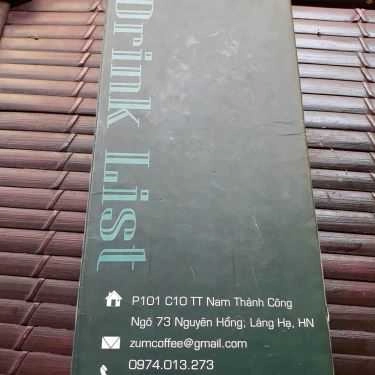 Drink List
P101 C10 TT Nam Thành Công
Ngõ 73 Nguyên Hồng, Láng Hạ, HN
zumcoffee@gmail.com
0974.013.273